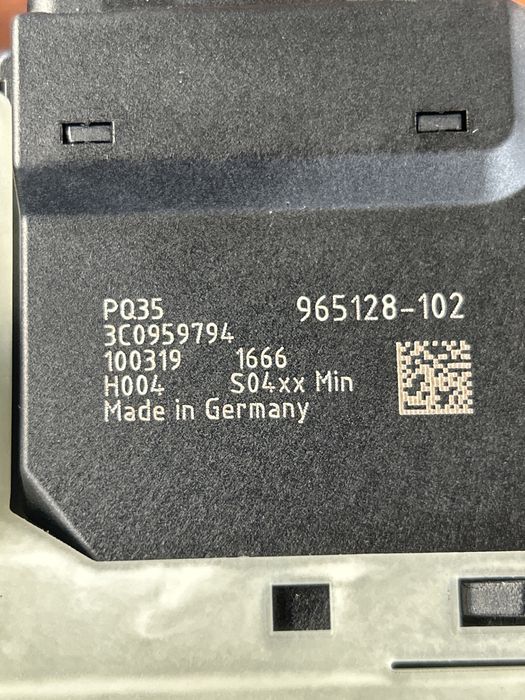 PQ35 965128-102
3C0959794
100319 1666
H004 S04xx Min
Made in Germany